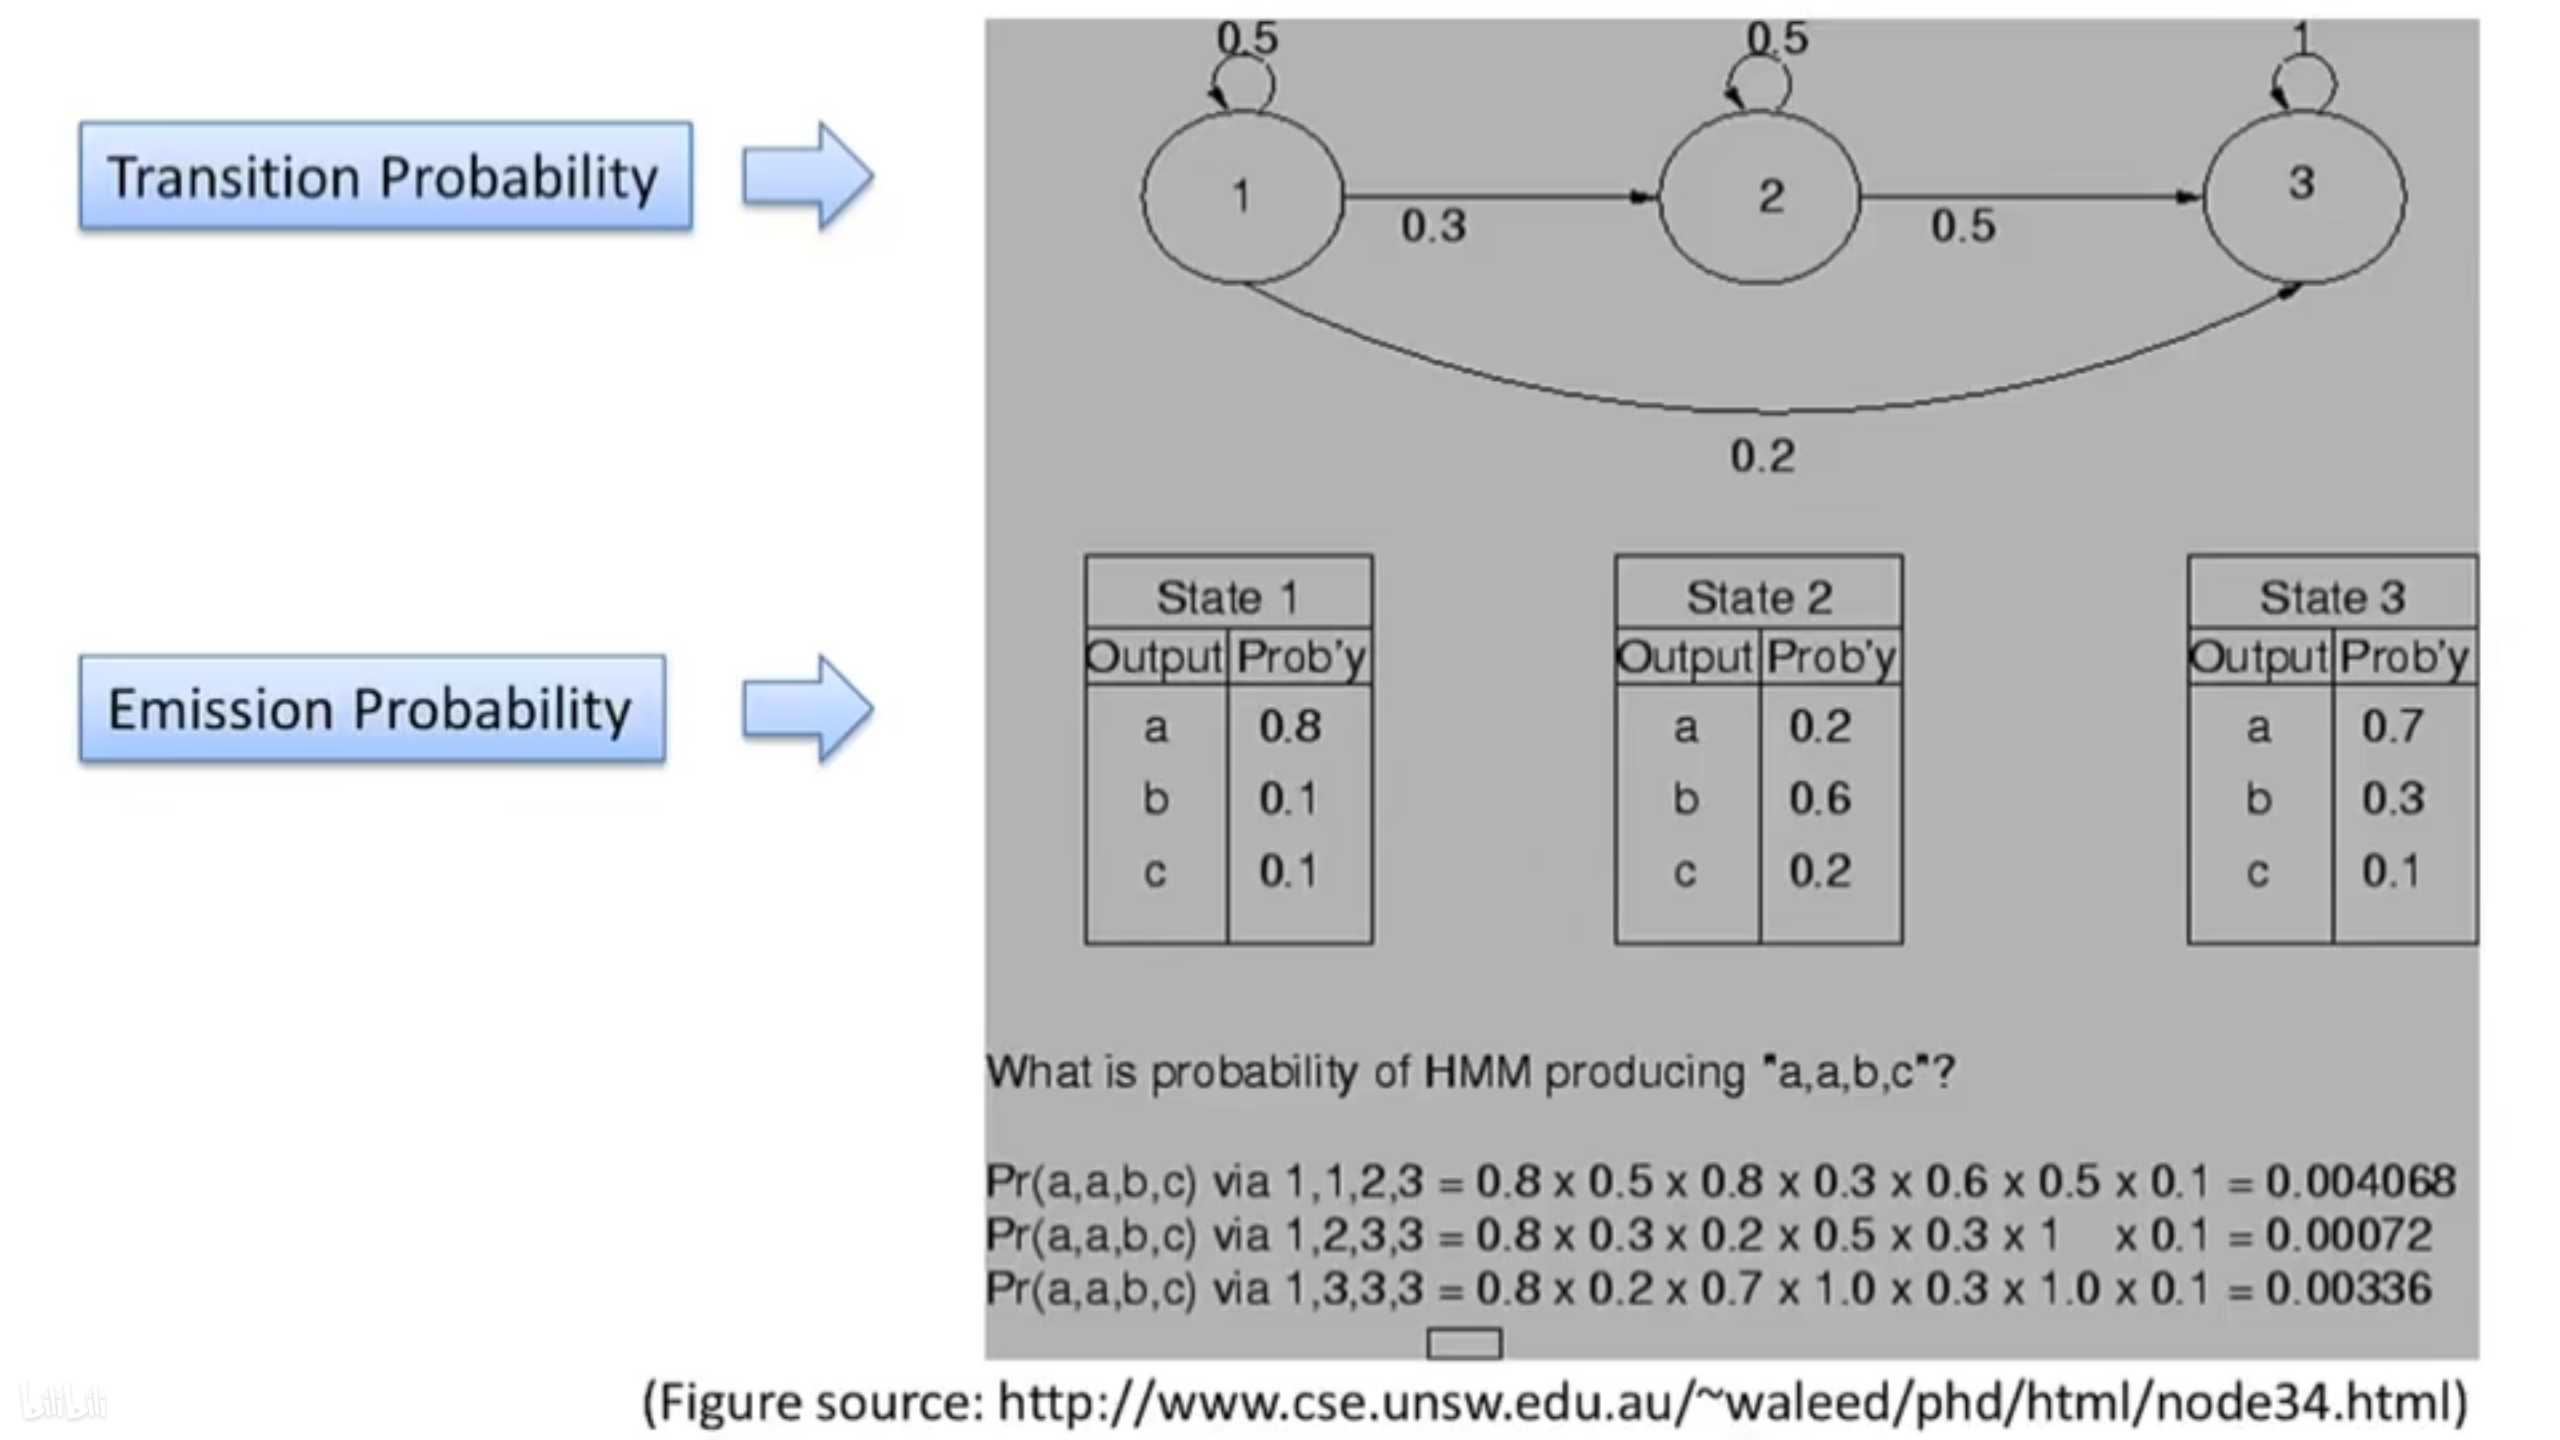 0.5 0.5 1
Transition Probability
1 2 3
0.3 0.5
0.2
State 1 State 2 State 3
Output Prob'y Output Prob'y Output Prob'y
Emission Probability
a 0.8 a 0.2 a 0.7
b 0.1 b 0.6 b 0.3
c 0.1 c 0.2 c 0.1
What is probability of HMM producing "a,a,b,c"?
Pr(a,a,b,c) via 1,1,2,3 = 0.8 x 0.5 x 0.8 x 0.3 x 0.6 x 0.5 x 0.1 = 0.004068
Pr(a,a,b,c) via 1,2,3,3 = 0.8 x 0.3 x 0.2 x 0.5 x 0.3 x 1 x 0.1 = 0.00072
Pr(a,a,b,c) via 1,3,3,3 = 0.8 x 0.2 x 0.7 x 1.0 x 0.3 x 1.0 x 0.1 = 0.00336
(Figure source: http://www.cse.unsw.edu.au/~waleed/phd/html/node34.html)
bilibili